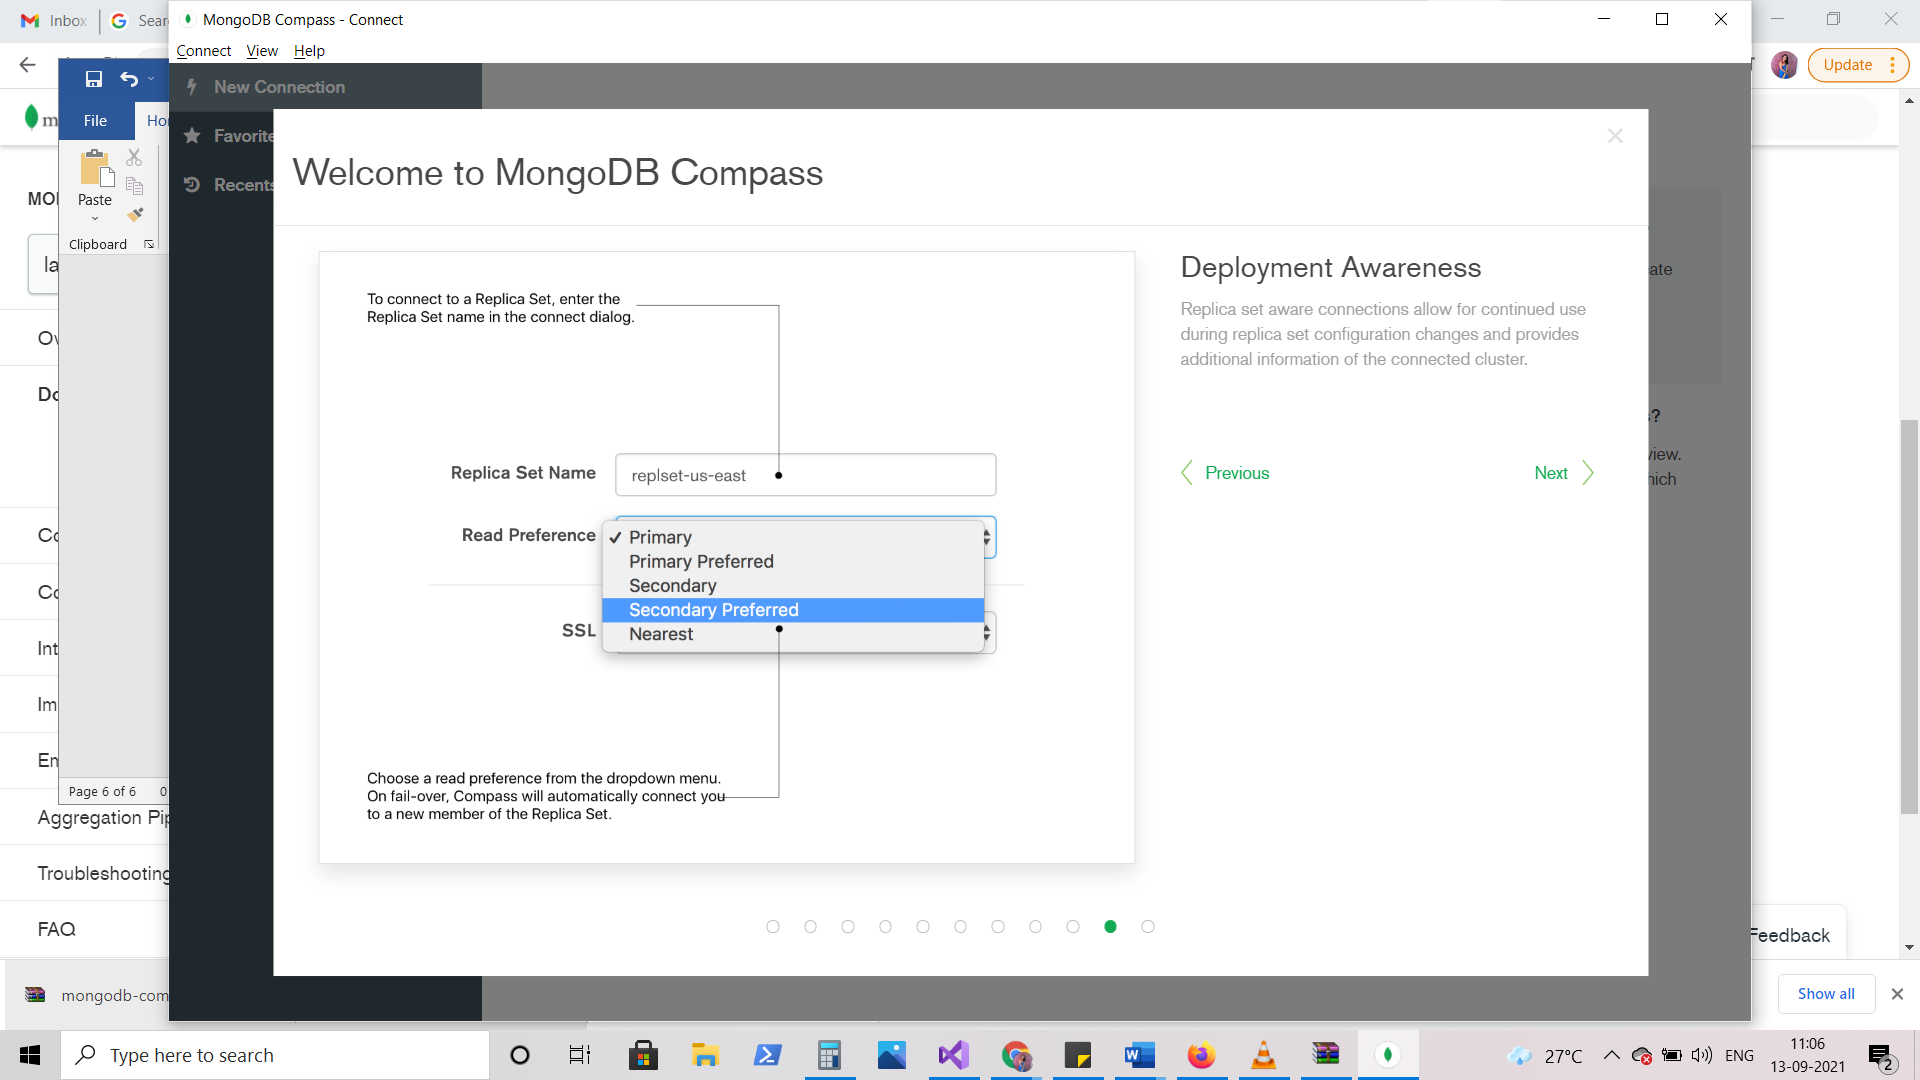 Inbox
Sear
MongoDB Compass - Connect
Connect View Help
Update
New Connection
File
Favorite
Recents
Paste
Clipboard
Welcome to MongoDB Compass
To connect to a Replica Set, enter the
Replica Set name in the connect dialog.
Replica Set Name
replset-us-east
Read Preference
✓ Primary
Primary Preferred
Secondary
Secondary Preferred
Nearest
SSL
Choose a read preference from the dropdown menu.
On fail-over, Compass will automatically connect you
to a new member of the Replica Set.
Deployment Awareness
Replica set aware connections allow for continued use
during replica set configuration changes and provides
additional information of the connected cluster.
Previous
Next
Page 6 of 6
Aggregation Pip
Troubleshooting
FAQ
Feedback
mongodb-com
Show all
Type here to search
27°C
ENG
11:06
13-09-2021
2